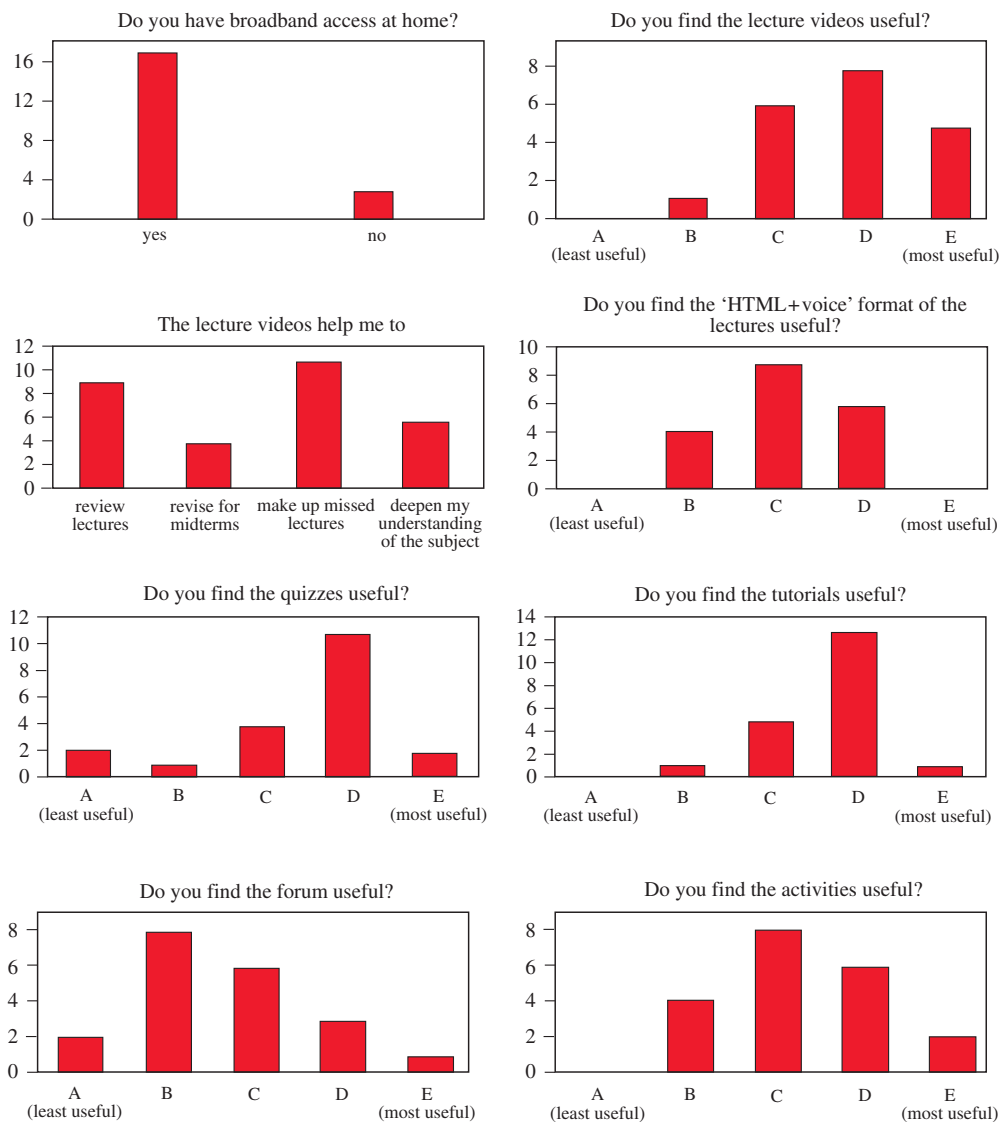 Do you have broadband access at home?
16
12
8
4
0
yes no
Do you find the lecture videos useful?
8
6
4
2
0
A B C D E
(least useful) (most useful)
The lecture videos help me to
12
10
8
6
4
2
0
review revise for make up missed deepen my
lectures midterms lectures understanding
of the subject
Do you find the ‘HTML+voice’ format of the
lectures useful?
10
8
6
4
2
0
A B C D E
(least useful) (most useful)
Do you find the quizzes useful?
12
10
8
6
4
2
0
A B C D E
(least useful) (most useful)
Do you find the tutorials useful?
14
12
10
8
6
4
2
0
A B C D E
(least useful) (most useful)
Do you find the forum useful?
8
6
4
2
0
A B C D E
(least useful) (most useful)
Do you find the activities useful?
8
6
4
2
0
A B C D E
(least useful) (most useful)